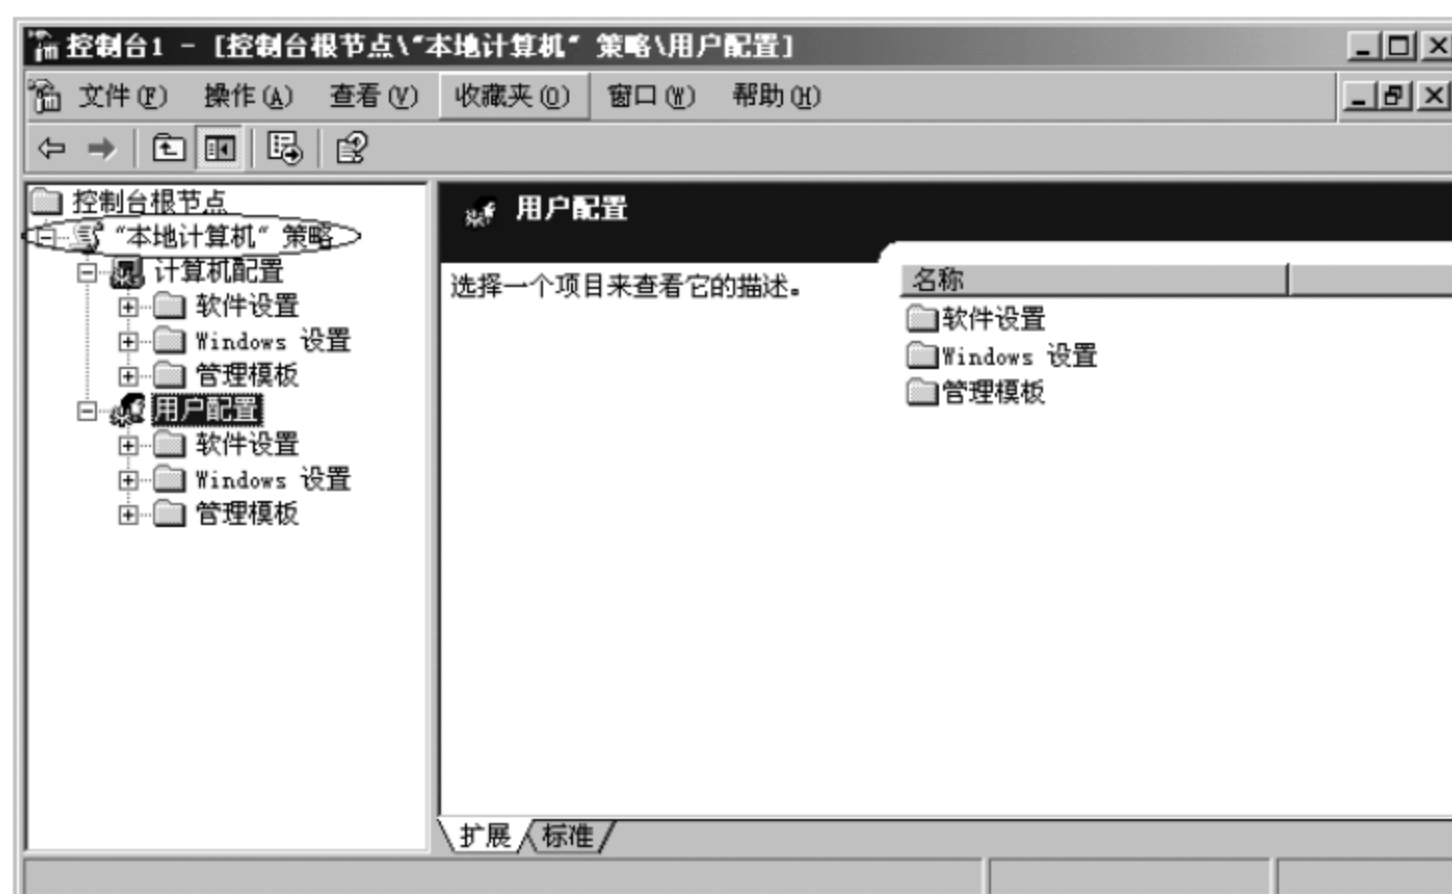 控制台1 - [控制台根节点\"本地计算机" 策略\用户配置]
文件(F) 操作(A) 查看(V) 收藏夹(O) 窗口(W) 帮助(H)
控制台根节点
"本地计算机" 策略
计算机配置
软件设置
Windows 设置
管理模板
用户配置
软件设置
Windows 设置
管理模板
用户配置
选择一个项目来查看它的描述。
名称
软件设置
Windows 设置
管理模板
扩展 标准